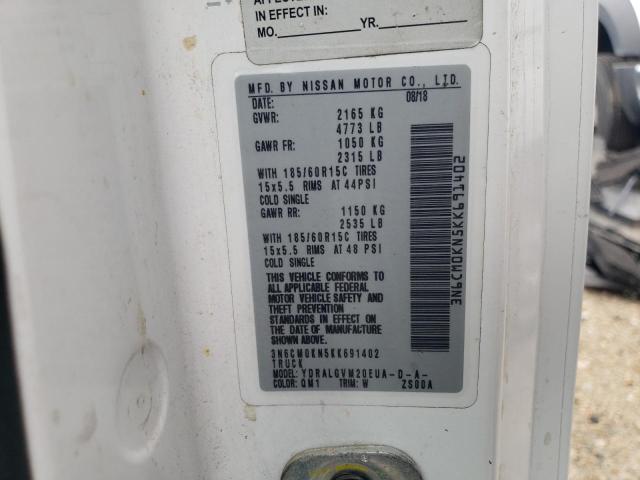 IN EFFECT IN:
MO. YR.
MFD. BY NISSAN MOTOR CO., LTD.
DATE: 08/18
GVWR: 2165 KG
4773 LB
GAWR FR: 1050 KG
2315 LB
WITH 185/60R15C TIRES
15x5.5 RIMS AT 44PSI
COLD SINGLE
GAWR RR: 1150 KG
2535 LB
WITH 185/60R15C TIRES
15x5.5 RIMS AT 48 PSI
COLD SINGLE
THIS VEHICLE CONFORMS TO
ALL APPLICABLE FEDERAL
MOTOR VEHICLE SAFETY AND
THEFT PREVENTION
STANDARDS IN EFFECT ON
THE DATE OF MANUFACTURE
SHOWN ABOVE.
3N6CM0KN5KK691402
TRUCK
MODEL: YDRALGVM20EUA-D-A-
COLOR: QM1 TRIM: W ZS00A
3N6CM0KN5KK691402